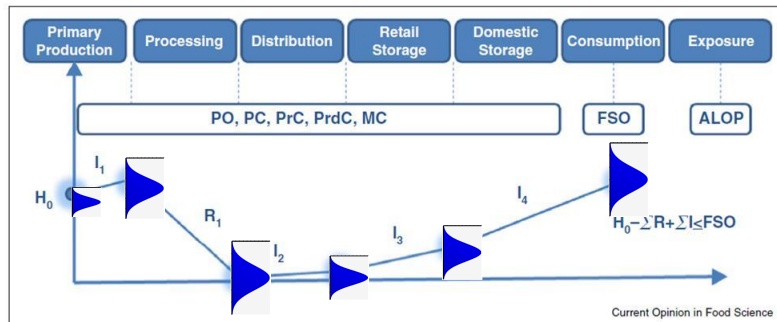 Primary
Production
Processing
Distribution
Retail
Storage
Domestic
Storage
Consumption
Exposure
PO, PC, PrC, PrdC, MC
FSO
ALOP
I1
I4
H0
R1
I2
I3
H0–∑R+∑I≤FSO
Current Opinion in Food Science